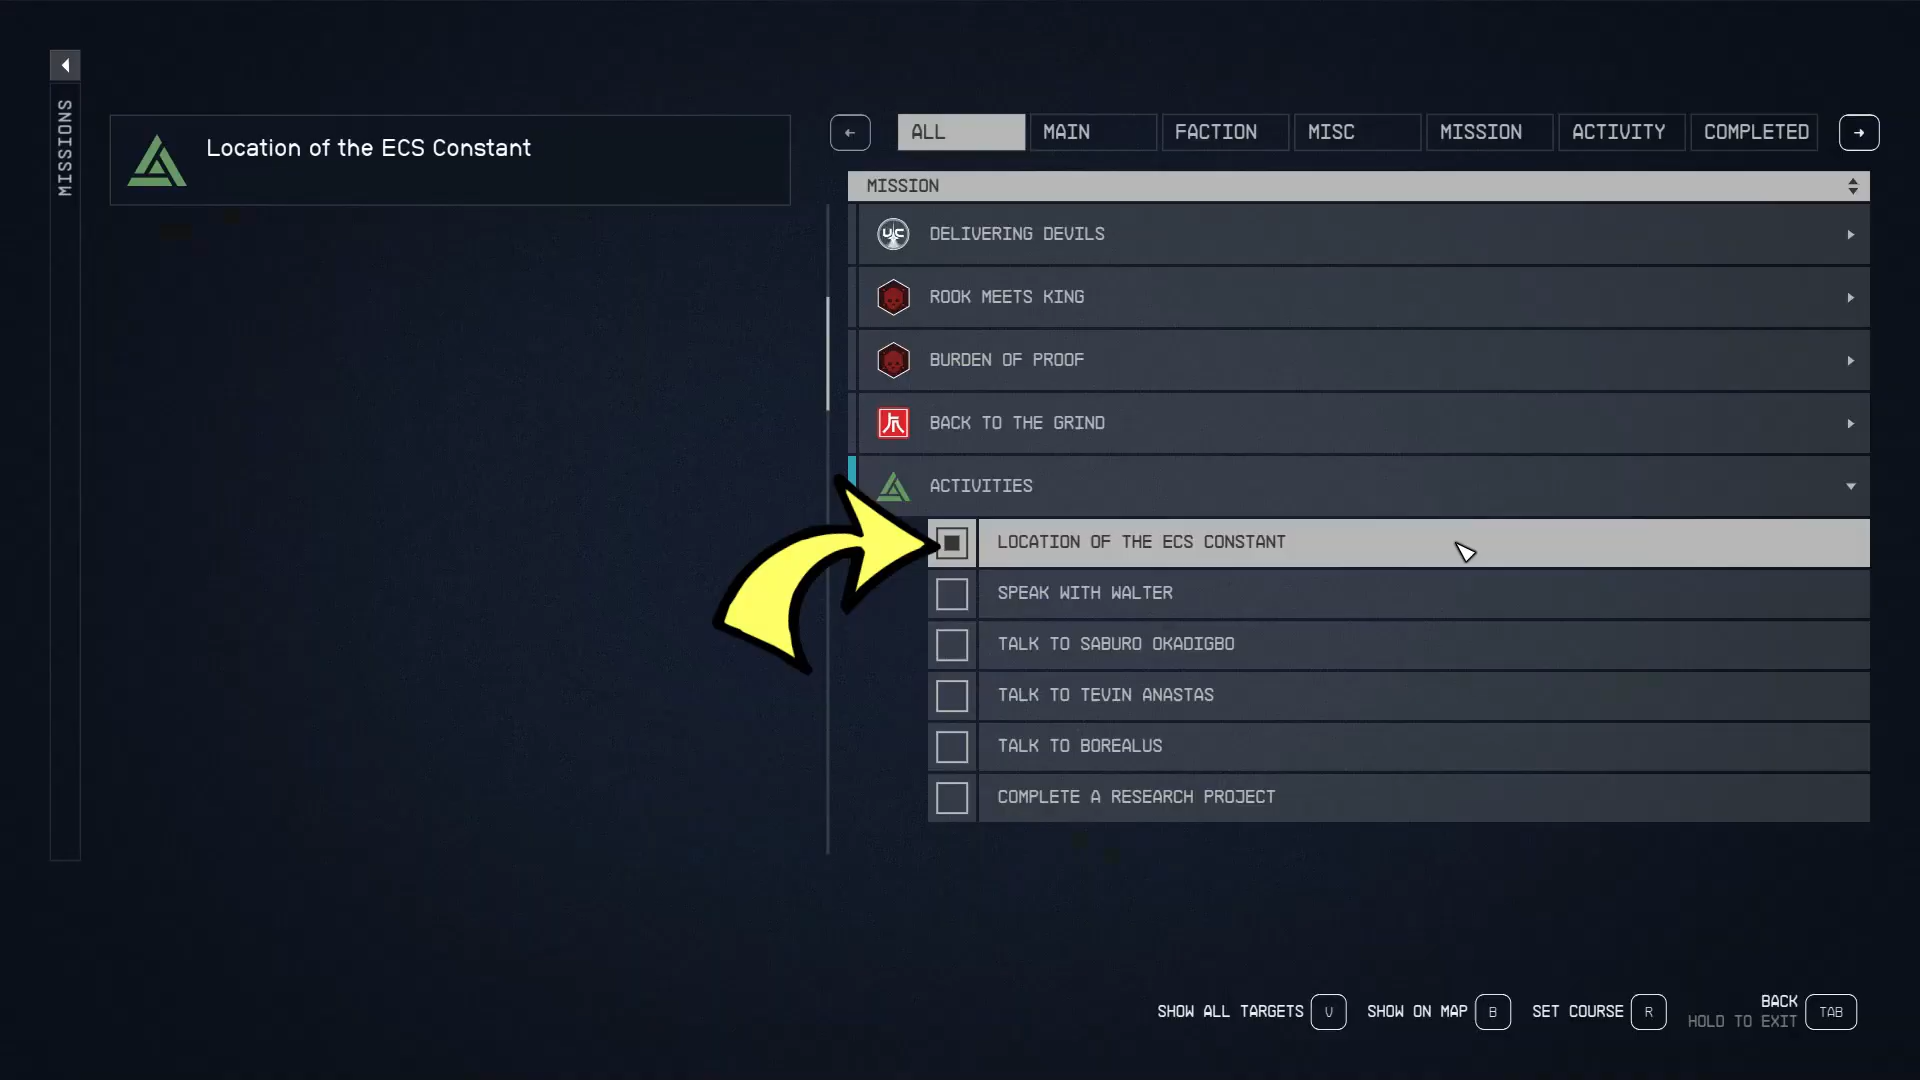 MISSIONS
Location of the ECS Constant
ALL
MAIN
FACTION
MISC
MISSION
ACTIVITY
COMPLETED
MISSION
UC
DELIVERING DEVILS
ROOK MEETS KING
BURDEN OF PROOF
BACK TO THE GRIND
ACTIVITIES
LOCATION OF THE ECS CONSTANT
SPEAK WITH WALTER
TALK TO SABURO OKADIGBO
TALK TO TEVIN ANASTAS
TALK TO BOREALUS
COMPLETE A RESEARCH PROJECT
SHOW ALL TARGETS V
SHOW ON MAP B
SET COURSE R
BACK
HOLD TO EXIT
TAB